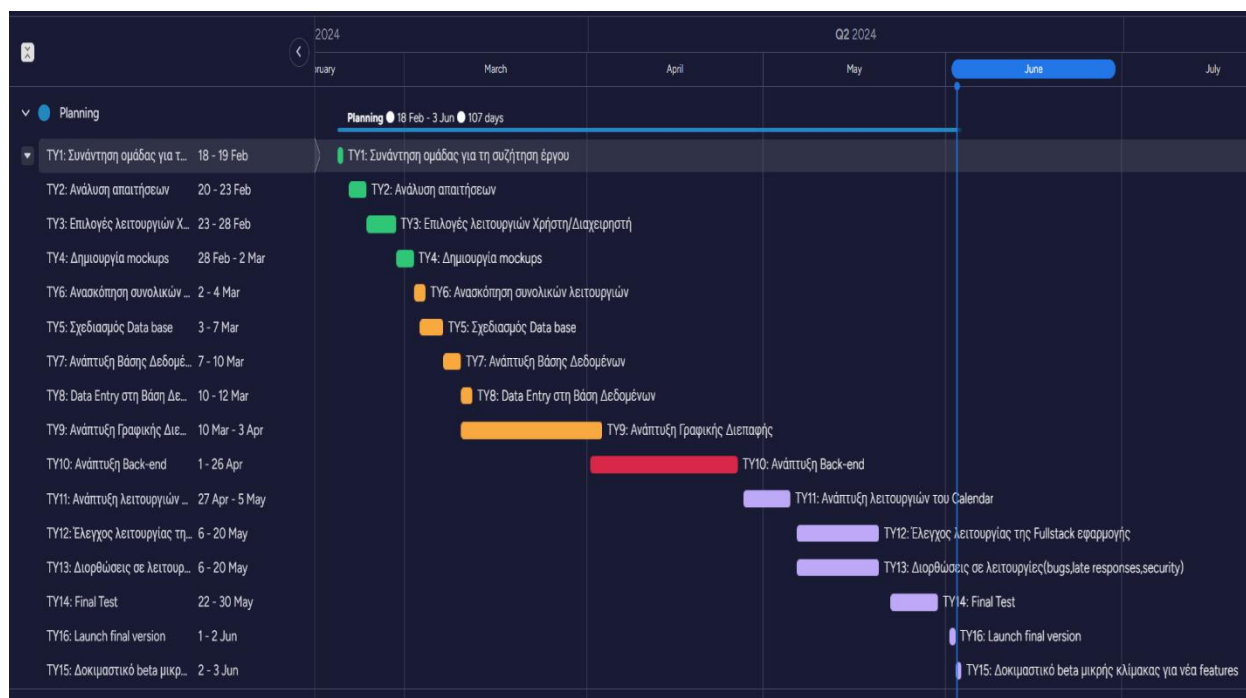 2024
Q2 2024
ruary March April May June July
Planning
Planning 18 Feb - 3 Jun 107 days
TY1: Συνάντηση ομάδας για τ... 18 - 19 Feb TY1: Συνάντηση ομάδας για τη συζήτηση έργου
TY2: Ανάλυση απαιτήσεων 20 - 23 Feb TY2: Ανάλυση απαιτήσεων
TY3: Επιλογές λειτουργιών Χ... 23 - 28 Feb TY3: Επιλογές λειτουργιών Χρήστη/Διαχειρηστή
TY4: Δημιουργία mockups 28 Feb - 2 Mar TY4: Δημιουργία mockups
TY6: Ανασκόπηση συνολικών ... 2 - 4 Mar TY6: Ανασκόπηση συνολικών λειτουργιών
TY5: Σχεδιασμός Data base 3 - 7 Mar TY5: Σχεδιασμός Data base
TY7: Ανάπτυξη Βάσης Δεδομέ... 7 - 10 Mar TY7: Ανάπτυξη Βάσης Δεδομένων
TY8: Data Entry στη Βάση Δε... 10 - 12 Mar TY8: Data Entry στη Βάση Δεδομένων
TY9: Ανάπτυξη Γραφικής Διε... 10 Mar - 3 Apr TY9: Ανάπτυξη Γραφικής Διεπαφής
TY10: Ανάπτυξη Back-end 1 - 26 Apr TY10: Ανάπτυξη Back-end
TY11: Ανάπτυξη λειτουργιών ... 27 Apr - 5 May TY11: Ανάπτυξη λειτουργιών του Calendar
TY12: Έλεγχος λειτουργίας τη... 6 - 20 May TY12: Έλεγχος λειτουργίας της Fullstack εφαρμογής
TY13: Διορθώσεις σε λειτουρ... 6 - 20 May TY13: Διορθώσεις σε λειτουργίες(bugs,late responses,security)
TY14: Final Test 22 - 30 May TY14: Final Test
TY16: Launch final version 1 - 2 Jun TY16: Launch final version
TY15: Δοκιμαστικό beta μικρ... 2 - 3 Jun TY15: Δοκιμαστικό beta μικρής κλίμακας για νέα features